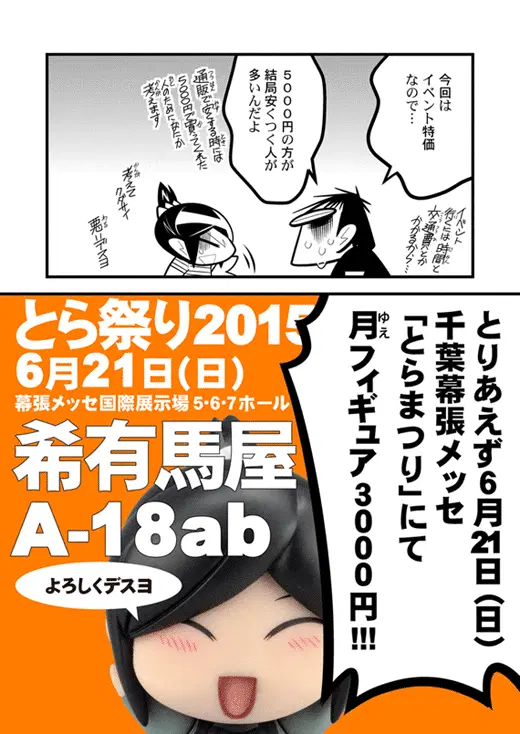 今回は
イベント特価
なので…
5000円の方が
結局安くつく人が
多いんだよ
イベント
行くには時間と
交通費とか
かかるから…
通販で安くする時には
5000円で買ってくれた
人のためになにか
考えます
考えて
クダサイ
悪いデスヨ
とりあえず6月21日(日)
千葉幕張メッセ
「とらまつり」にて
月フィギュア3000円!!!
ゆえ
とら祭り2015
6月21日(日)
幕張メッセ国際展示場 5・6・7ホール
希有馬屋
A-18ab
よろしくデスヨ